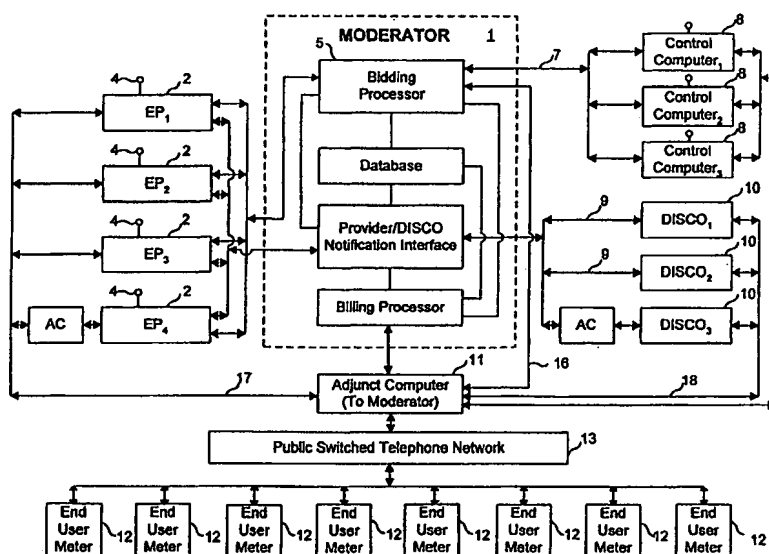 MODERATOR 1
5
Bidding
Processor
Database
Provider/DISCO
Notification Interface
Billing Processor
4 2
EP1
4 2
EP2
4 2
EP3
4 2
AC
EP4
7
8
Control
Computer1
8
Control
Computer2
8
Control
Computer3
9
10
DISCO1
9
10
DISCO2
10
AC
DISCO3
11
16
17
18
Adjunct Computer
(To Moderator)
Public Switched Telephone Network
13
End
User
Meter
12
End
User
Meter
12
End
User
Meter
12
End
User
Meter
12
End
User
Meter
12
End
User
Meter
12
End
User
Meter
12
End
User
Meter
12